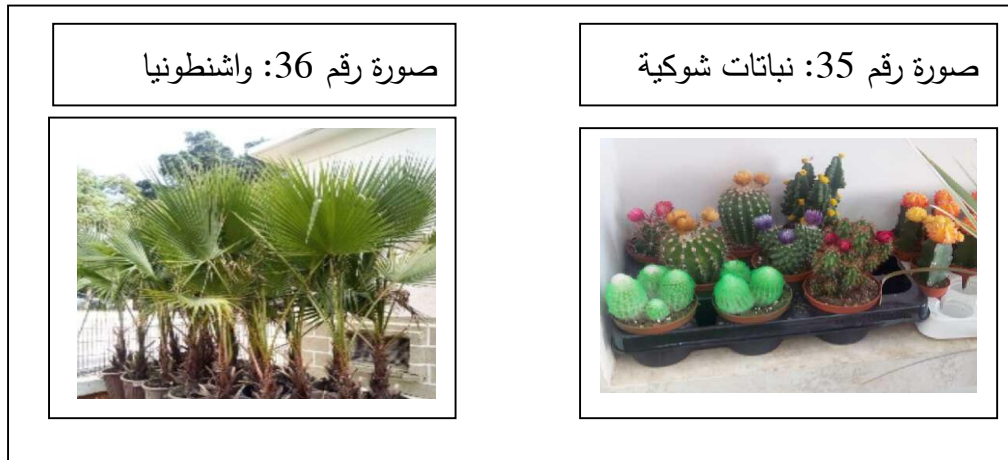 صورة رقم 35: نباتات شوكية
صورة رقم 36: واشنطونيا